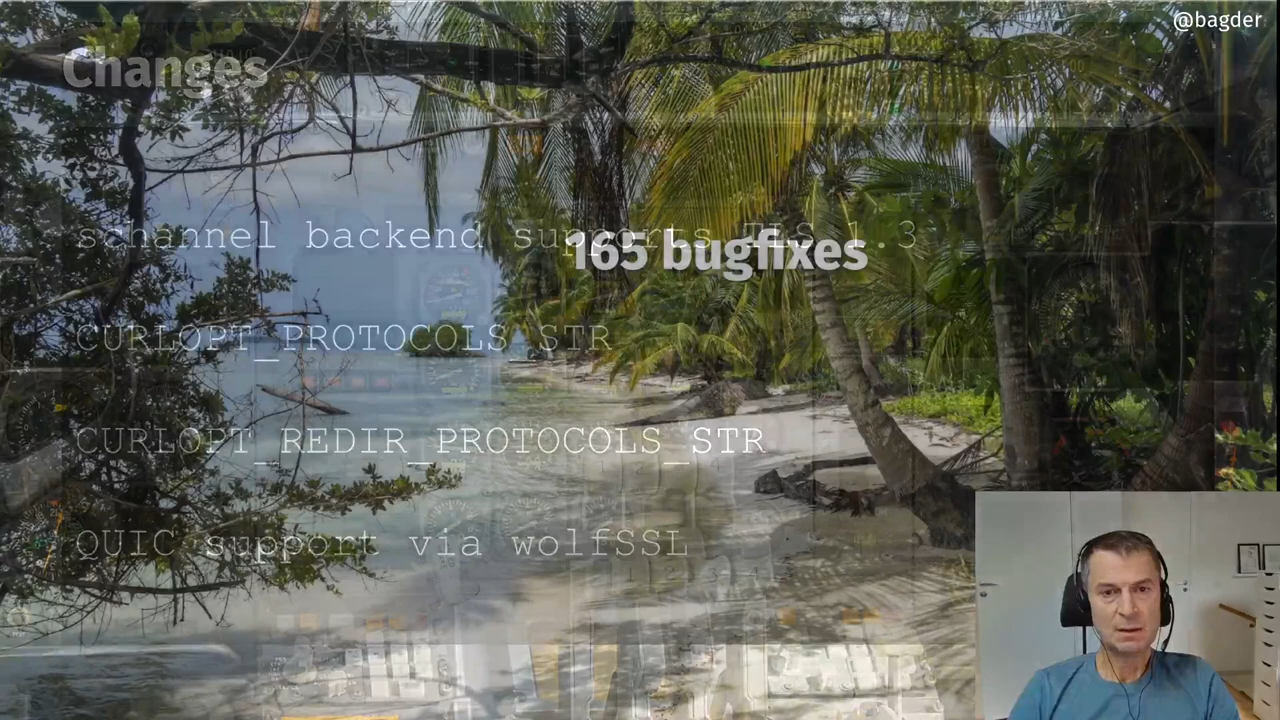 @bagder
Changes
schannel backend supports TLS 1.3
165 bugfixes
CURLOPT_PROTOCOLS_STR
CURLOPT_REDIR_PROTOCOLS_STR
QUIC support via wolfSSL